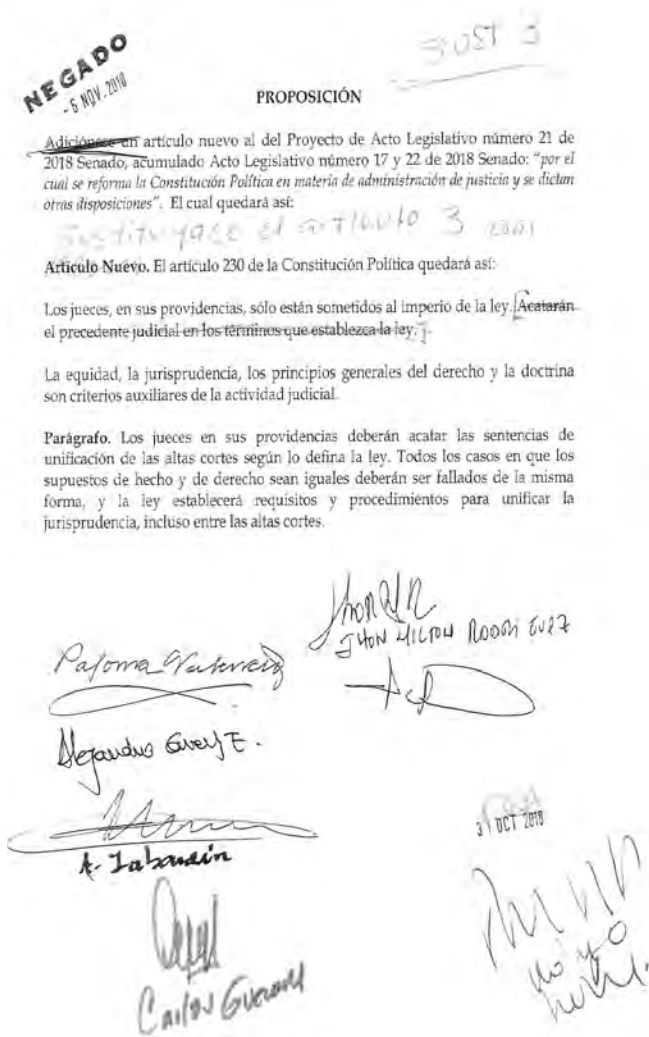 SUST 3
NEGADO
- 6 NOV. 2018
PROPOSICIÓN
Adiciónese un artículo nuevo al del Proyecto de Acto Legislativo número 21 de
2018 Senado, acumulado Acto Legislativo número 17 y 22 de 2018 Senado: "por el
cual se reforma la Constitución Política en materia de administración de justicia y se dictan
otras disposiciones". El cual quedará así:
Sustituyase el artículo 3
Artículo Nuevo. El artículo 230 de la Constitución Política quedará así:
Los jueces, en sus providencias, sólo están sometidos al imperio de la ley. [Acatarán
el precedente judicial en los términos que establezca la ley.]
La equidad, la jurisprudencia, los principios generales del derecho y la doctrina
son criterios auxiliares de la actividad judicial.
Parágrafo. Los jueces en sus providencias deberán acatar las sentencias de
unificación de las altas cortes según lo defina la ley. Todos los casos en que los
supuestos de hecho y de derecho sean iguales deberán ser fallados de la misma
forma, y la ley establecerá requisitos y procedimientos para unificar la
jurisprudencia, incluso entre las altas cortes.
JHON MILTON RODRIGUEZ
Paloma Valencia
Alejandro
31 OCT 2018
Carlos Guevara